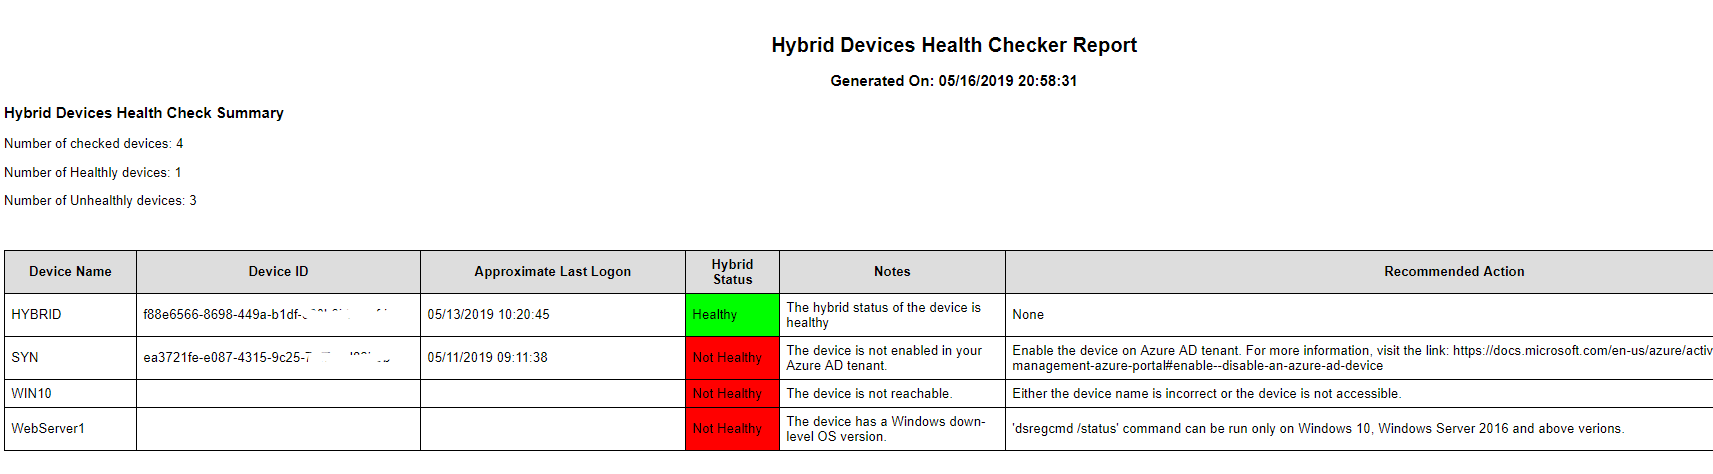 Hybrid Devices Health Checker Report
Generated On: 05/16/2019 20:58:31
Hybrid Devices Health Check Summary
Number of checked devices: 4
Number of Healthly devices: 1
Number of Unhealthly devices: 3
Device Name Device ID Approximate Last Logon Hybrid Status Notes Recommended Action
HYBRID f88e6566-8698-449a-b1df- 05/13/2019 10:20:45 Healthy The hybrid status of the device is
healthy None
SYN ea3721fe-e087-4315-9c25- 05/11/2019 09:11:38 Not Healthy The device is not enabled in your
Azure AD tenant. Enable the device on Azure AD tenant. For more information, visit the link: https://docs.microsoft.com/en-us/azure/activ
management-azure-portal#enable--disable-an-azure-ad-device
WIN10 Not Healthy The device is not reachable. Either the device name is incorrect or the device is not accessible.
WebServer1 Not Healthy The device has a Windows down-
level OS version. 'dsregcmd /status' command can be run only on Windows 10, Windows Server 2016 and above verions.